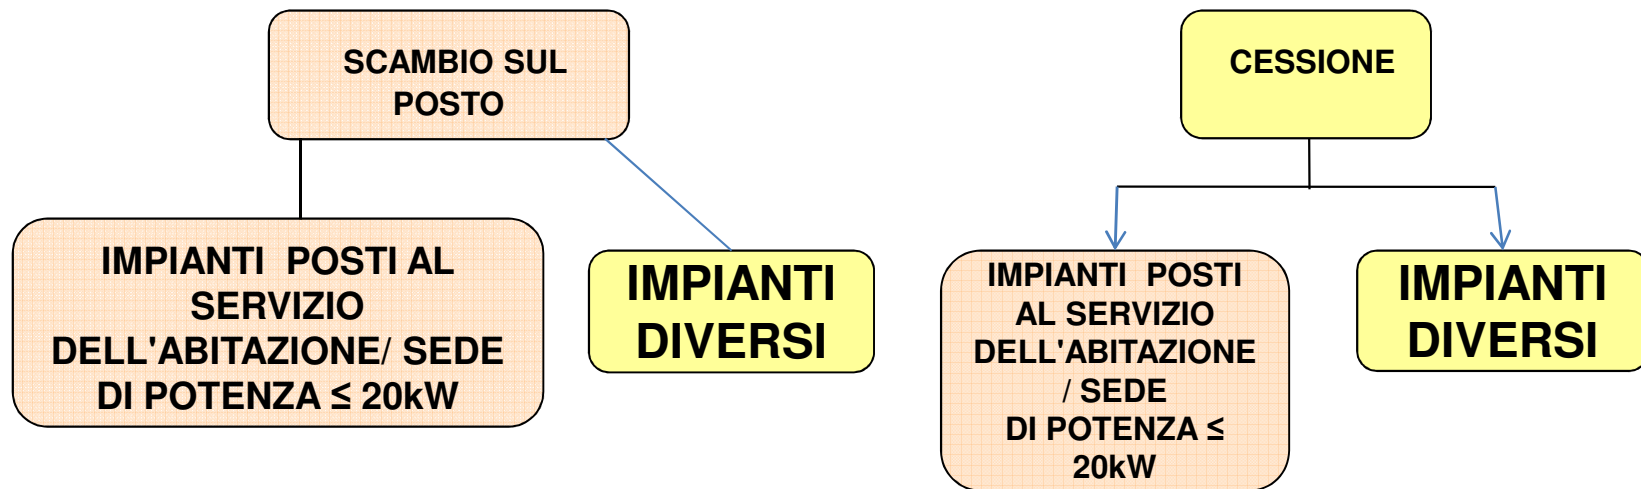 SCAMBIO SUL
POSTO
CESSIONE
IMPIANTI POSTI AL
SERVIZIO
DELL'ABITAZIONE/ SEDE
DI POTENZA ≤ 20kW
IMPIANTI
DIVERSI
IMPIANTI POSTI
AL SERVIZIO
DELL'ABITAZIONE
/ SEDE
DI POTENZA ≤
20kW
IMPIANTI
DIVERSI